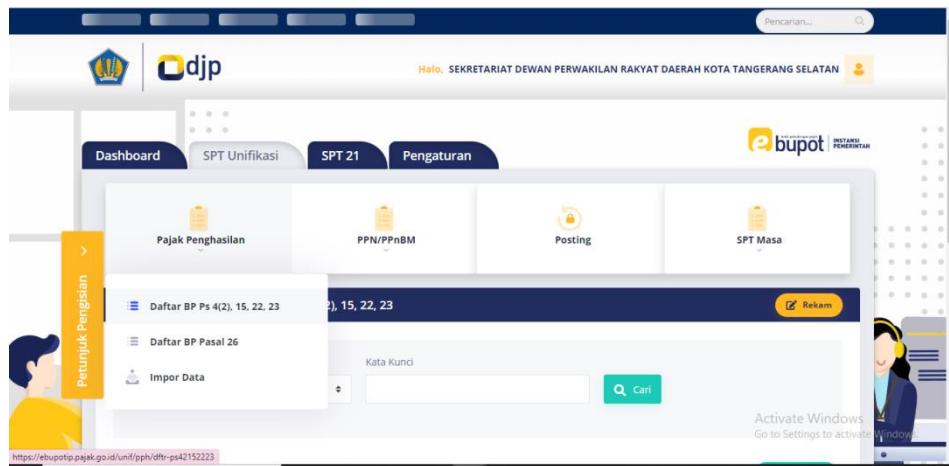 Pencarian...
djp
Halo, SEKRETARIAT DEWAN PERWAKILAN RAKYAT DAERAH KOTA TANGERANG SELATAN
Dashboard
SPT Unifikasi
SPT 21
Pengaturan
ebupot INSTANSI PEMERINTAH
Pajak Penghasilan
PPN/PPnBM
Posting
SPT Masa
Petunjuk Pengisian
Daftar BP Ps 4(2), 15, 22, 23
2), 15, 22, 23
Rekam
Daftar BP Pasal 26
Impor Data
Kata Kunci
Cari
Activate Windows
Go to Settings to activate Windows.
https://ebupotip.pajak.go.id/unif/pph/dftr-ps42152223